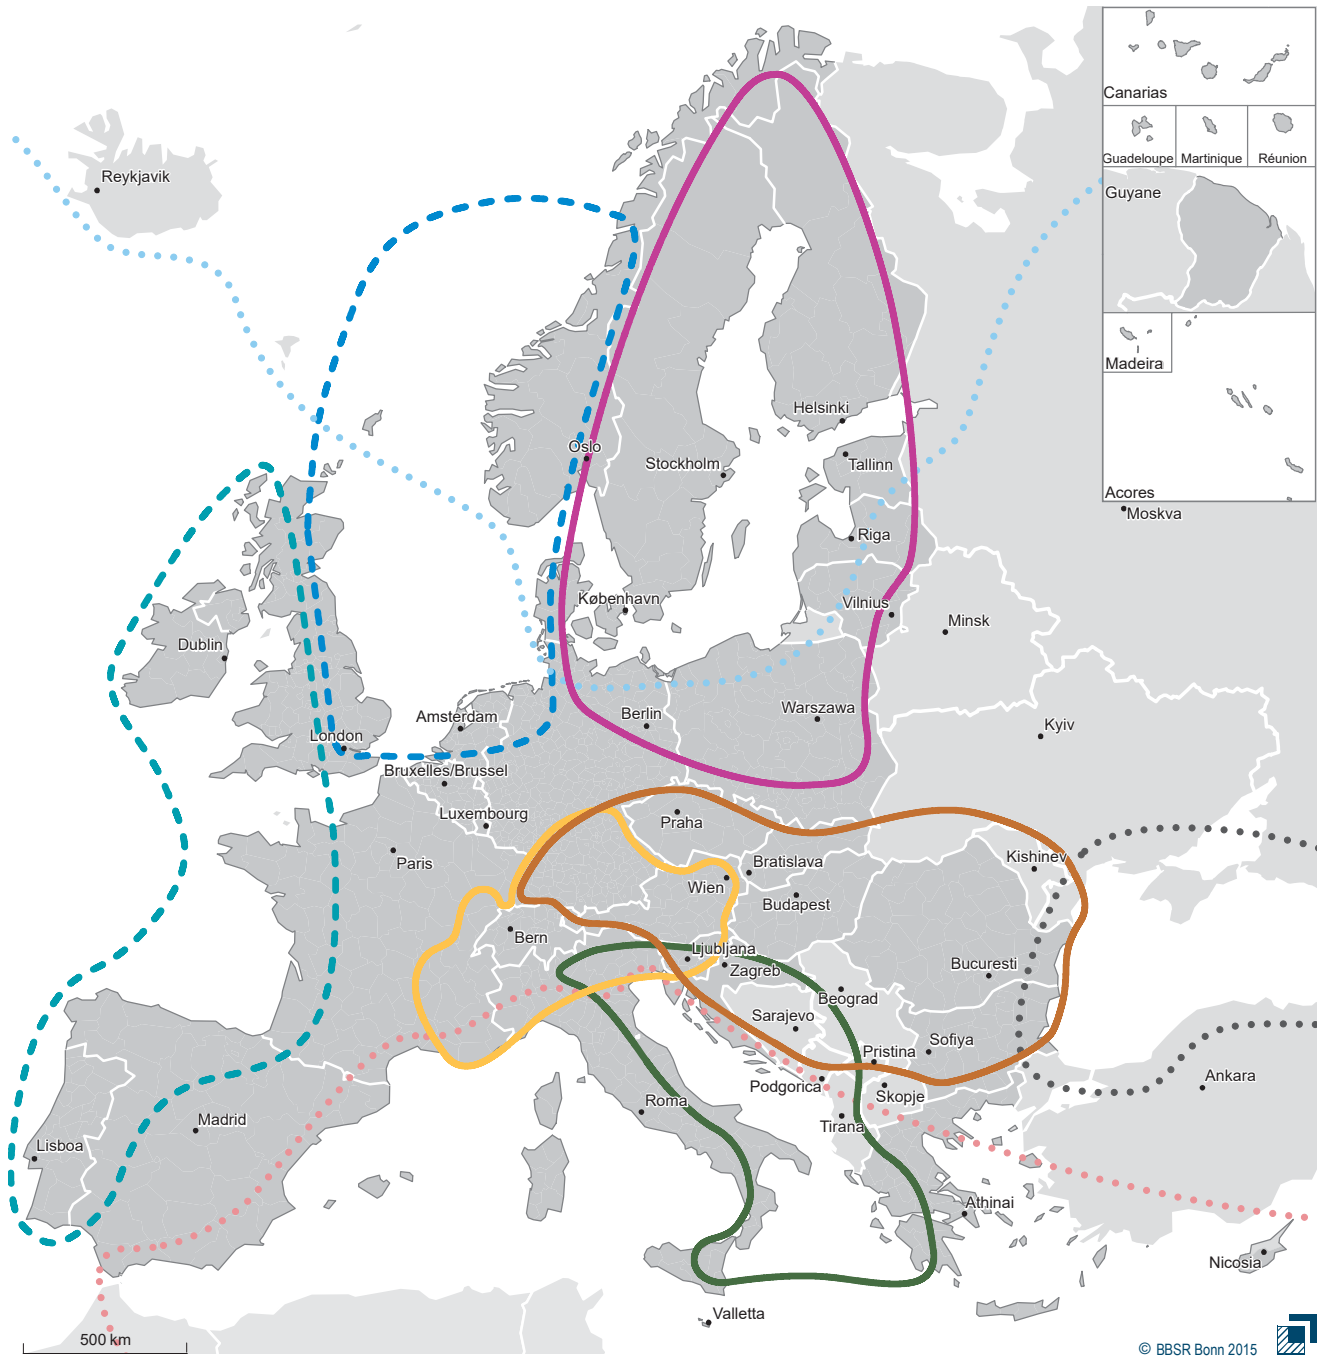 Canarias
Guadeloupe
Martinique
Réunion
Reykjavik
Guyane
Madeira
Helsinki
Oslo
Stockholm
Tallinn
Acores
Moskva
Riga
København
Vilnius
Minsk
Dublin
Amsterdam
Berlin
Warszawa
Kyiv
London
Bruxelles/Brussel
Luxembourg
Praha
Paris
Bratislava
Kishinev
Wien
Budapest
Bern
Ljubljana
Zagreb
Bucuresti
Beograd
Sarajevo
Sofiya
Pristina
Podgorica
Skopje
Ankara
Roma
Madrid
Tirana
Lisboa
Athinai
Nicosia
Valletta
500 km
© BBSR Bonn 2015